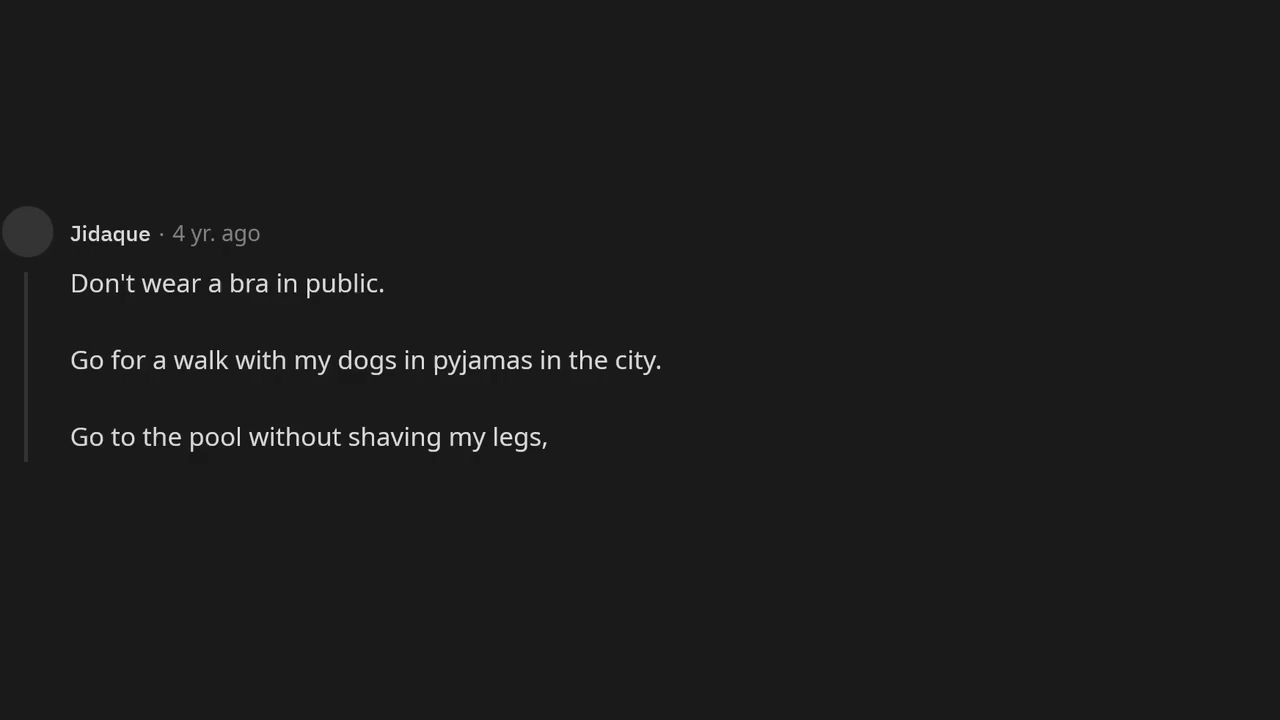 Jidaque · 4 yr. ago
Don't wear a bra in public.
Go for a walk with my dogs in pyjamas in the city.
Go to the pool without shaving my legs,